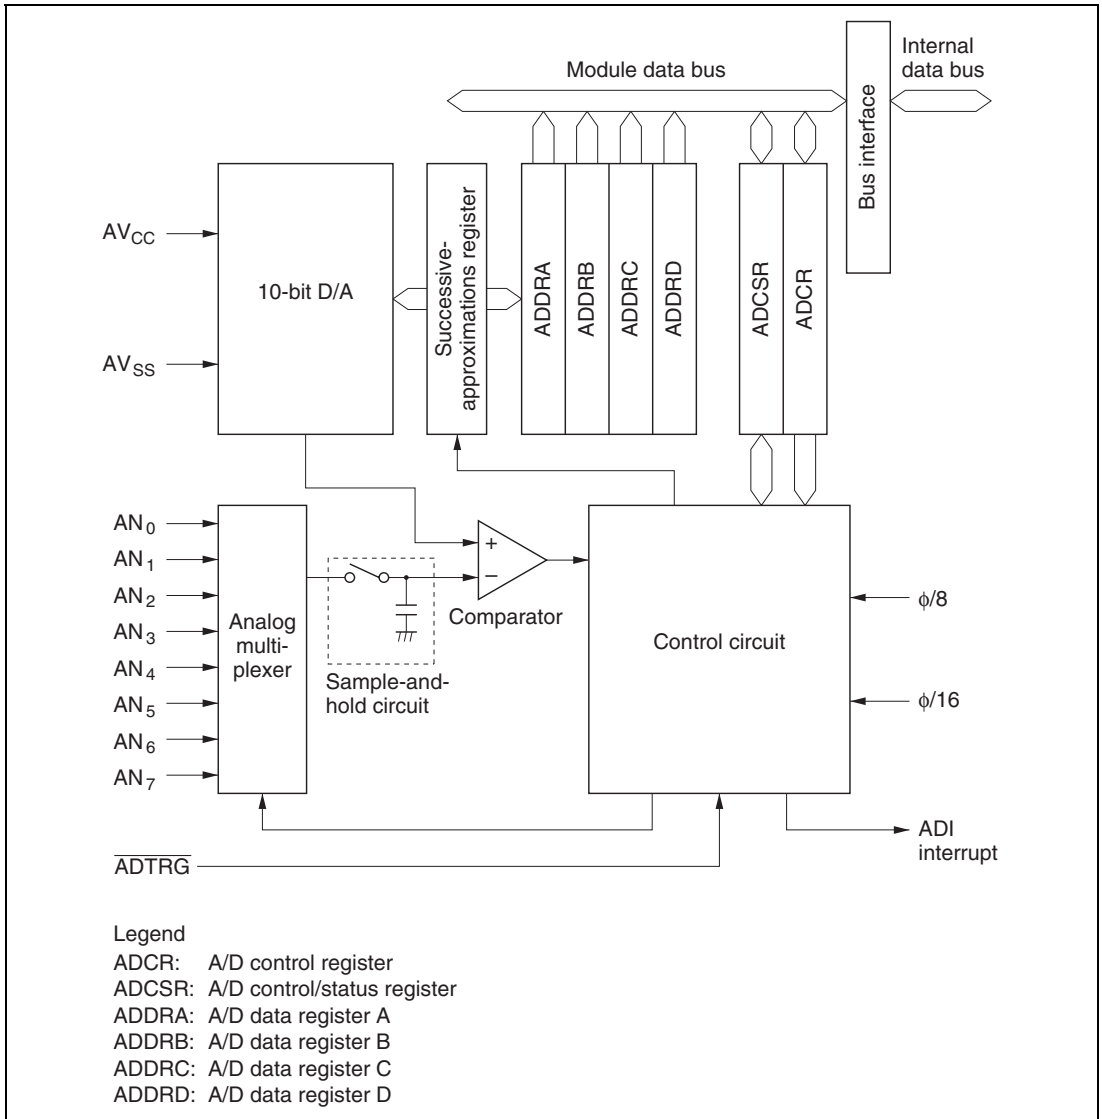 Module data bus
Internal
data bus
Bus interface
AVCC
AVSS
10-bit D/A
Successive-
approximations register
ADDRA
ADDRB
ADDRC
ADDRD
ADCSR
ADCR
AN0
AN1
AN2
AN3
AN4
AN5
AN6
AN7
Analog
multi-
plexer
Sample-and-
hold circuit
+
−
Comparator
Control circuit
ϕ/8
ϕ/16
ADI
interrupt
ADTRG
Legend
ADCR: A/D control register
ADCSR: A/D control/status register
ADDRA: A/D data register A
ADDRB: A/D data register B
ADDRC: A/D data register C
ADDRD: A/D data register D